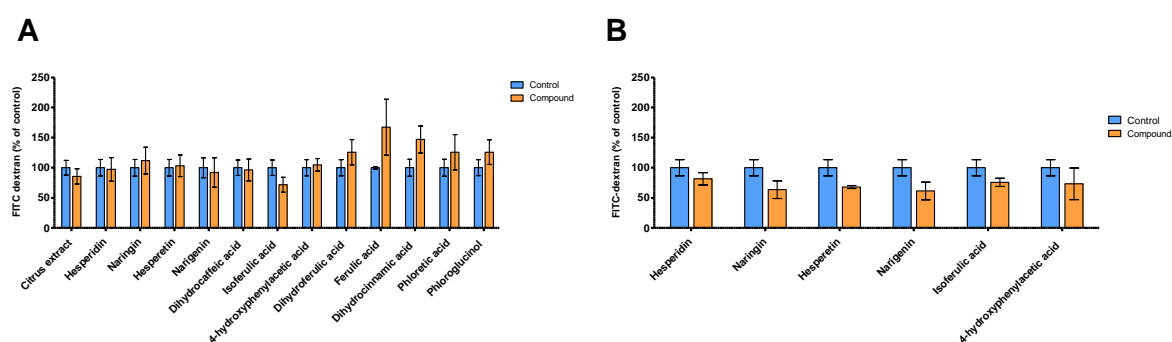 A
FITC dextran (% of control)
250
200
150
100
50
0
Control
Compound
Citrus extract
Hesperidin
Naringin
Hesperetin
Narigenin
Dihydrocaffeic acid
Isoferulic acid
4-hydroxyphenylacetic acid
Dihydroferulic acid
Ferulic acid
Dihydrocinnamic acid
Phloretic acid
Phloroglucinol
B
FITC-dextran (% of control)
250
200
150
100
50
0
Control
Compound
Hesperidin
Naringin
Hesperetin
Narigenin
Isoferulic acid
4-hydroxyphenylacetic acid